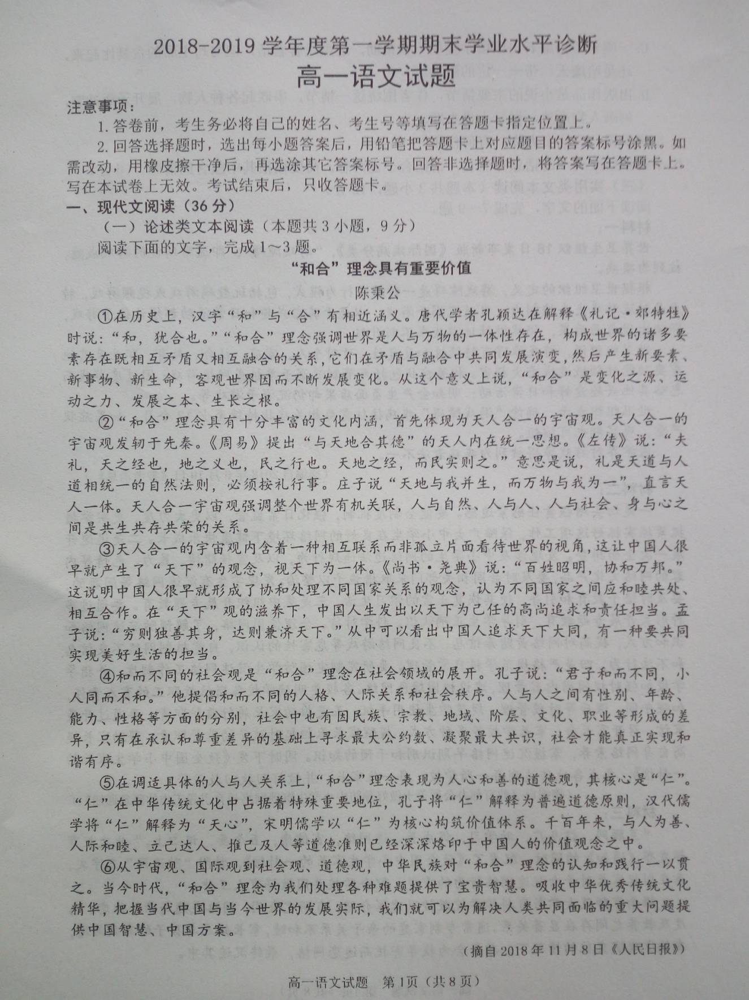 2018-2019 学年度第一学期期末学业水平诊断
高一语文试题
注意事项：
1. 答卷前，考生务必将自己的姓名、考生号等填写在答题卡指定位置上。
2. 回答选择题时，选出每小题答案后，用铅笔把答题卡上对应题目的答案标号涂黑。如
需改动，用橡皮擦干净后，再选涂其它答案标号。回答非选择题时，将答案写在答题卡上。
写在本试卷上无效。考试结束后，只收答题卡。
一、现代文阅读（36 分）
（一）论述类文本阅读（本题共 3 小题，9 分）
阅读下面的文字，完成 1～3 题。
“和合”理念具有重要价值
陈秉公
①在历史上，汉字“和”与“合”有相近涵义。唐代学者孔颖达在解释《礼记·郊特牲》
时说：“和，犹合也。”“和合”理念强调世界是人与万物的一体性存在，构成世界的诸多要
素存在既相互矛盾又相互融合的关系，它们在矛盾与融合中共同发展演变，然后产生新要素、
新事物、新生命，客观世界因而不断发展变化。从这个意义上说，“和合”是变化之源、运
动之力、发展之本、生长之根。
②“和合”理念具有十分丰富的文化内涵，首先体现为天人合一的宇宙观。天人合一的
宇宙观发轫于先秦。《周易》提出“与天地合其德”的天人内在统一思想。《左传》说：“夫
礼，天之经也，地之义也，民之行也。天地之经，而民实则之。”意思是说，礼是天道与人
道相统一的自然法则，必须按礼行事。庄子说“天地与我并生，而万物与我为一”，直言天
人一体。天人合一宇宙观强调整个世界有机关联，人与自然、人与人、人与社会、身与心之
间是共生共存共荣的关系。
③天人合一的宇宙观内含着一种相互联系而非孤立片面看待世界的视角，这让中国人很
早就产生了“天下”的观念，视天下为一体。《尚书·尧典》说：“百姓昭明，协和万邦。”
这说明中国人很早就形成了协和处理不同国家关系的观念，认为不同国家之间应和睦共处、
相互合作。在“天下”观的滋养下，中国人生发出以天下为己任的高尚追求和责任担当。孟
子说：“穷则独善其身，达则兼济天下。”从中可以看出中国人追求天下大同，有一种要共同
实现美好生活的担当。
④和而不同的社会观是“和合”理念在社会领域的展开。孔子说：“君子和而不同，小
人同而不和。”他提倡和而不同的人格、人际关系和社会秩序。人与人之间有性别、年龄、
能力、性格等方面的分别，社会中也有因民族、宗教、地域、阶层、文化、职业等形成的差
异，只有在承认和尊重差异的基础上寻求最大公约数、凝聚最大共识，社会才能真正实现和
谐有序。
⑤在调适具体的人与人关系上，“和合”理念表现为人心和善的道德观，其核心是“仁”。
“仁”在中华传统文化中占据着特殊重要地位，孔子将“仁”解释为普遍道德原则，汉代儒
学将“仁”解释为“天心”，宋明儒学以“仁”为核心构筑价值体系。千百年来，与人为善、
人际和睦、立己达人、推己及人等道德准则已经深深烙印于中国人的价值观念之中。
⑥从宇宙观、国际观到社会观、道德观，中华民族对“和合”理念的认知和践行一以贯
之。当今时代，“和合”理念为我们处理各种难题提供了宝贵智慧。吸收中华优秀传统文化
精华，把握当代中国与当今世界的发展实际，我们就可以为解决人类共同面临的重大问题提
供中国智慧、中国方案。
（摘自 2018 年 11 月 8 日《人民日报》）
高一语文试题　第 1页（共 8 页）